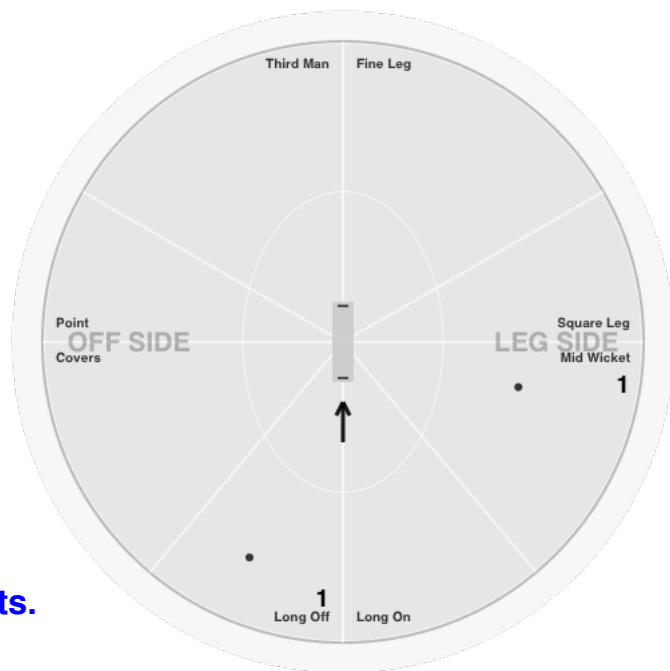 Third Man
Fine Leg
Point
OFF SIDE
Covers
Square Leg
LEG SIDE
Mid Wicket
1
1
Long Off
Long On
ts.